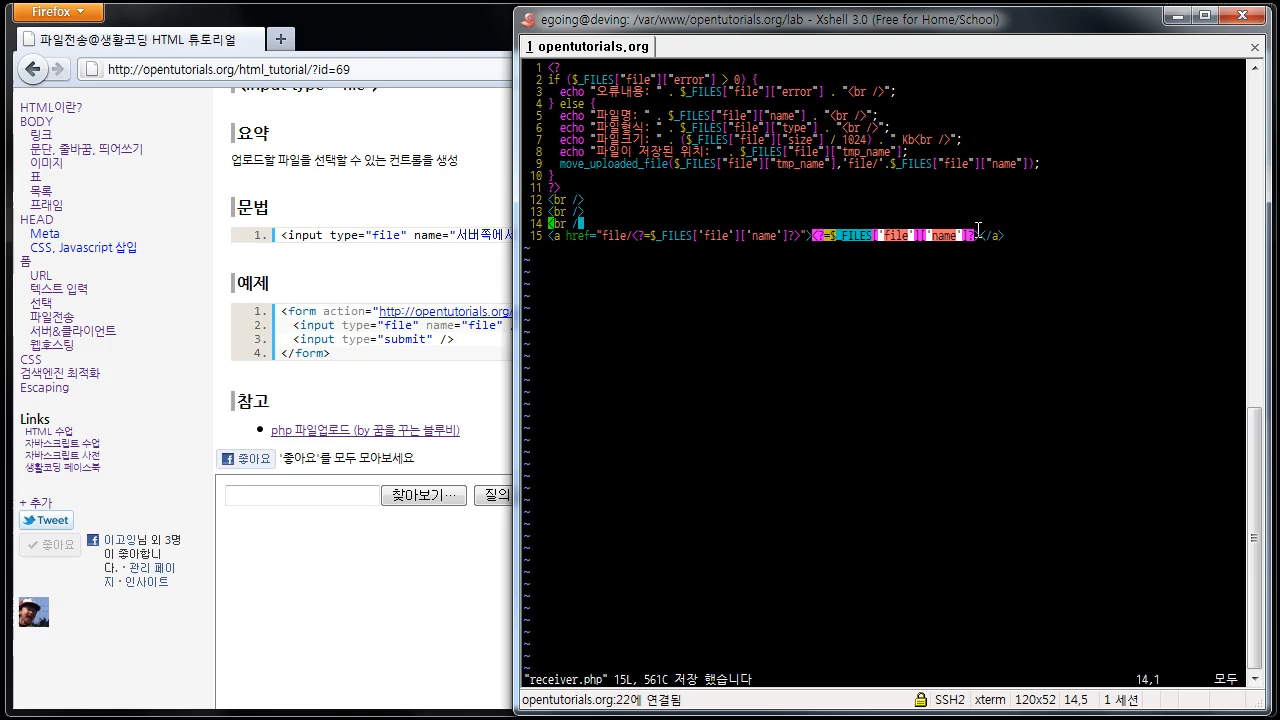 Firefox
파일전송@생활코딩 HTML 튜토리얼
http://opentutorials.org/html_tutorial/?id=69
HTML이란?
BODY
링크
문단, 줄바꿈, 띄어쓰기
이미지
표
목록
프래임
HEAD
Meta
CSS, Javascript 삽입
폼
URL
텍스트 입력
선택
파일전송
서버&클라이언트
웹호스팅
CSS
검색엔진 최적화
Escaping
Links
HTML 수업
자바스크립트 수업
자바스크립트 사전
생활코딩 페이스북
+ 추가
Tweet
좋아요
이고잉님 외 3명
이 좋아합니
다. · 관리 페이
지 · 인사이트
요약
업로드할 파일을 선택할 수 있는 컨트롤을 생성
문법
1. <input type="file" name="서버쪽에서
예제
1. <form action="http://opentutorials.org/
2. <input type="file" name="file" /
3. <input type="submit" />
4. </form>
참고
php 파일업로드 (by 꿈을 꾸는 블루비)
좋아요 '좋아요'를 모두 모아보세요
찾아보기… 질의
egoing@deving: /var/www/opentutorials.org/lab - Xshell 3.0 (Free for Home/School)
1 opentutorials.org
1 <?
2 if ($_FILES["file"]["error"] > 0) {
3 echo "오류내용: " . $_FILES["file"]["error"] . "<br />";
4 } else {
5 echo "파일명: " . $_FILES["file"]["name"] . "<br />";
6 echo "파일형식: " . $_FILES["file"]["type"] . "<br />";
7 echo "파일크기: " . ($_FILES["file"]["size"] / 1024) . " Kb<br />";
8 echo "파일이 저장된 위치: " . $_FILES["file"]["tmp_name"];
9 move_uploaded_file($_FILES["file"]["tmp_name"],'file/'.$_FILES["file"]["name"]);
10 }
11 ?>
12 <br />
13 <br />
14 <br /
15 <a href="file/<?=$_FILES['file']['name']?>"><?=$_FILES['file']['name']?></a>
"receiver.php" 15L, 561C 저장 했습니다
14,1
모두
opentutorials.org:22에 연결됨
SSH2 xterm 120x52 14,5 1 세션